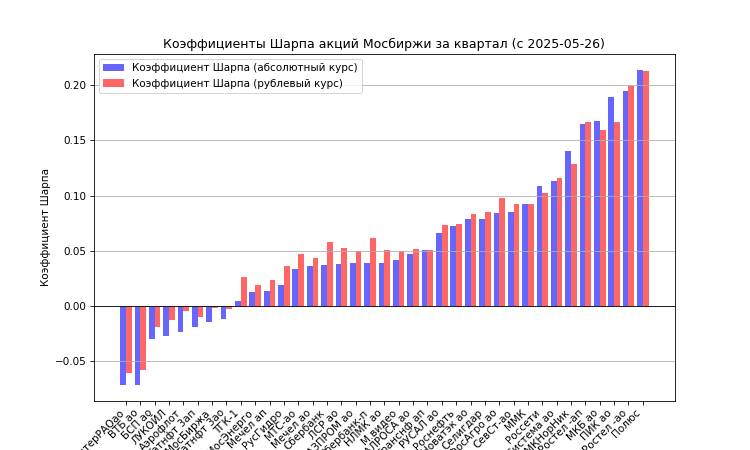 Коэффициенты Шарпа акций Мосбиржи за квартал (с 2025-05-26)
Коэффициент Шарпа (абсолютный курс)
Коэффициент Шарпа (рублевый курс)
Коэффициент Шарпа
0.20
0.15
0.10
0.05
0.00
−0.05
ВТБ ао
БСП ао
ЛУКОЙЛ
Аэрофлот
МосБиржа
ТГК-1
Мечел ап
РусГидро
МТС-ао
Мечел ао
Сбербанк
ЛСР ао
НЛМК ао
М.видео
РУСАЛ ао
Роснефть
Селигдар
СевСт-ао
ММК
Россети
МКБ ао
ПИК ао
Ростел -ао
Полюс